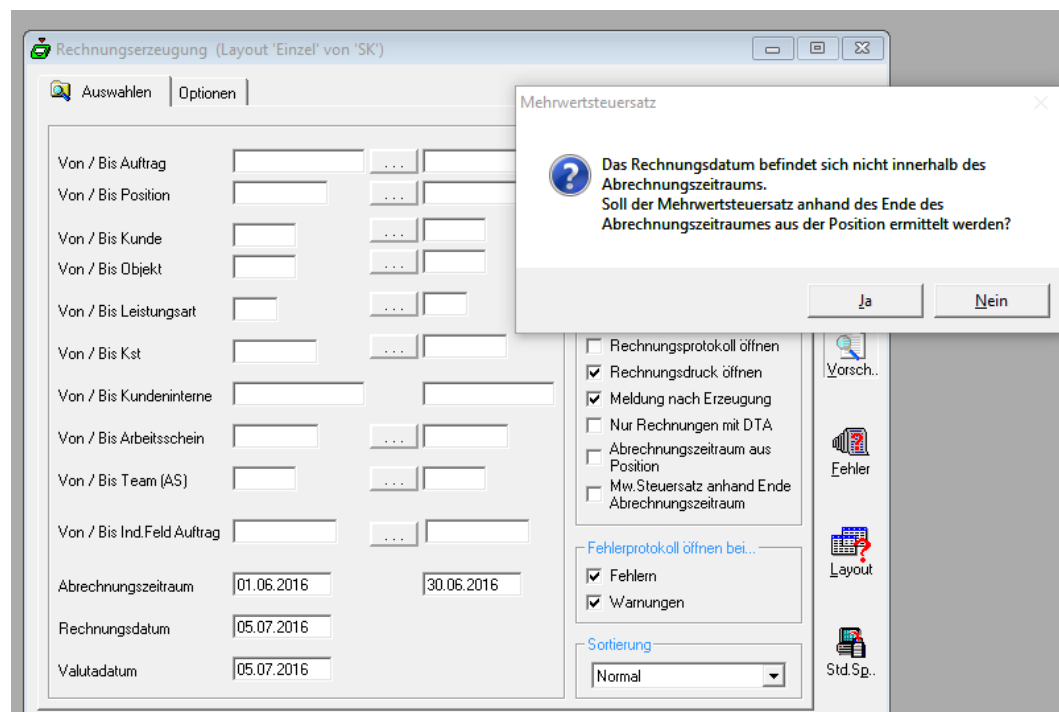 Rechnungserzeugung (Layout 'Einzel' von 'SK')
Auswahlen
Optionen
Von / Bis Auftrag
...
Von / Bis Position
...
Von / Bis Kunde
...
Von / Bis Objekt
...
Von / Bis Leistungsart
...
Von / Bis Kst
...
Von / Bis Kundeninterne
Von / Bis Arbeitsschein
...
Von / Bis Team (AS)
...
Von / Bis Ind.Feld Auftrag
...
Abrechnungszeitraum 01.06.2016 30.06.2016
Rechnungsdatum 05.07.2016
Valutadatum 05.07.2016
Mehrwertsteuersatz
Das Rechnungsdatum befindet sich nicht innerhalb des
Abrechnungszeitraums.
Soll der Mehrwertsteuersatz anhand des Ende des
Abrechnungszeitraumes aus der Position ermittelt werden?
Ja
Nein
Rechnungsprotokoll öffnen
Rechnungsdruck öffnen
Meldung nach Erzeugung
Nur Rechnungen mit DTA
Abrechnungszeitraum aus
Position
Mw.Steuersatz anhand Ende
Abrechnungszeitraum
Fehlerprotokoll öffnen bei...
Fehlern
Warnungen
Sortierung
Normal
Vorsch..
Fehler
Layout
Std.Sp..